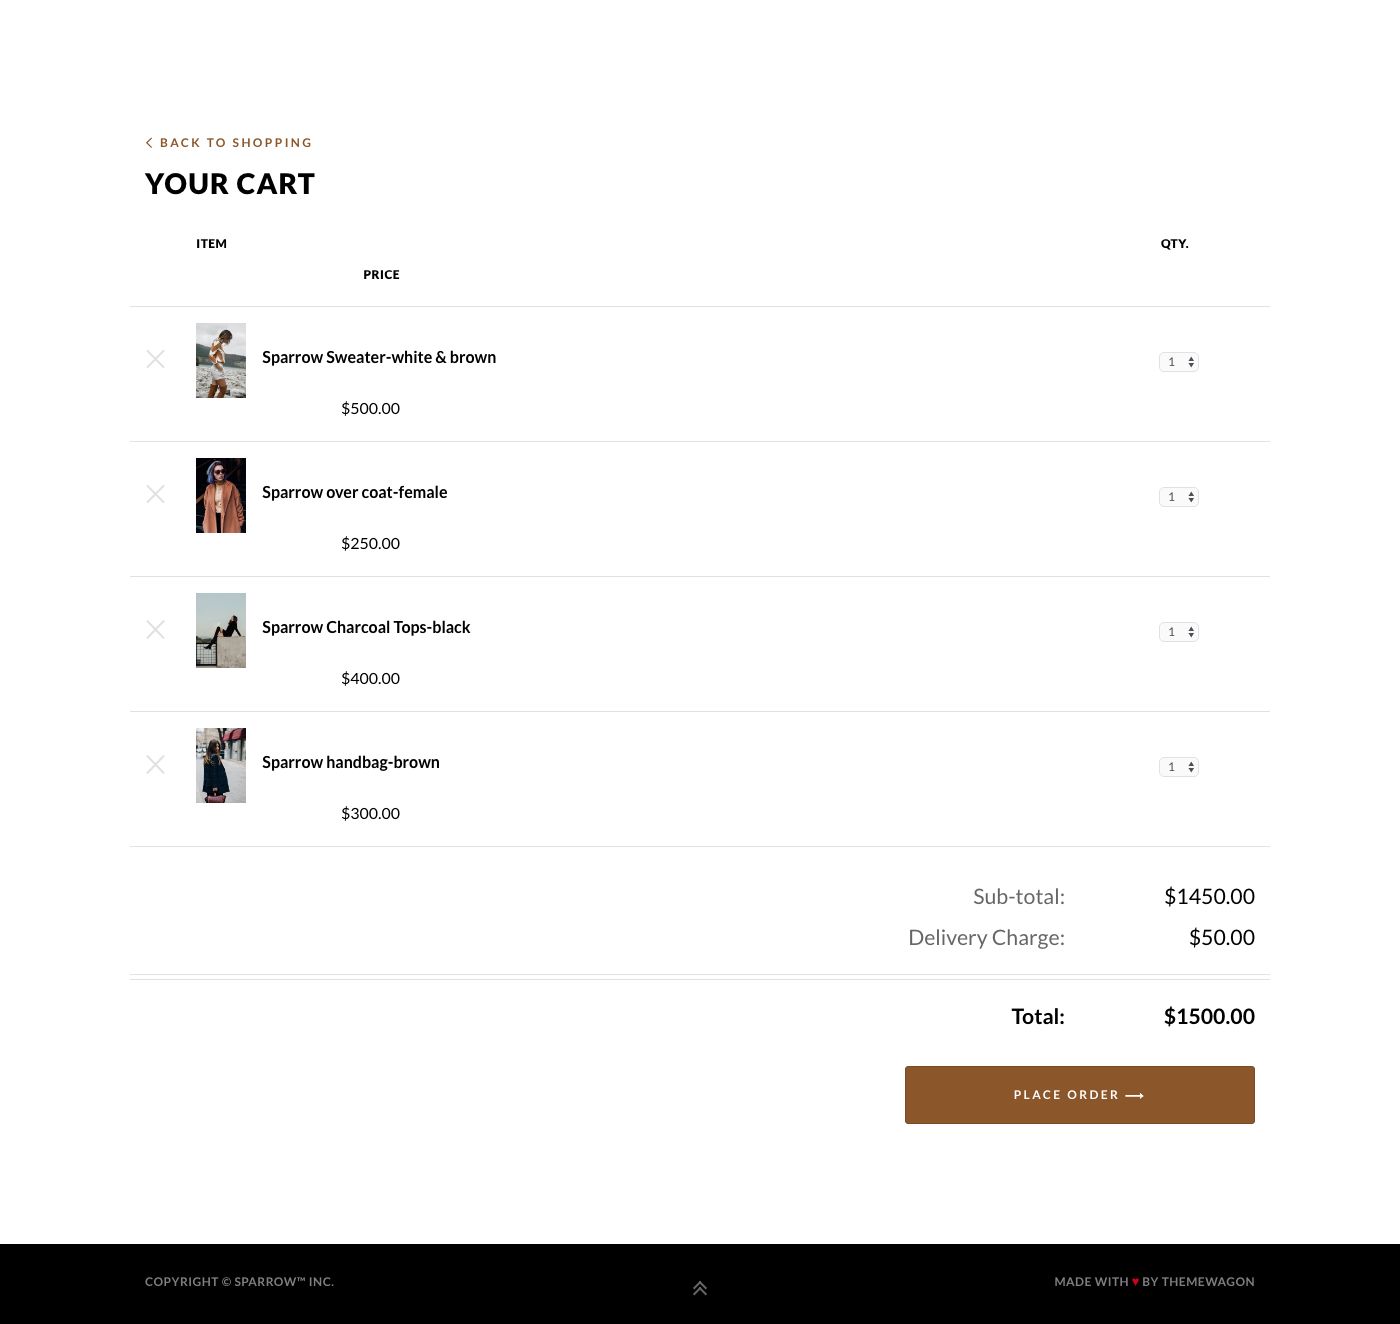 BACK TO SHOPPING
YOUR CART
ITEM QTY.
PRICE
Sparrow Sweater-white & brown 1
$500.00
Sparrow over coat-female 1
$250.00
Sparrow Charcoal Tops-black 1
$400.00
Sparrow handbag-brown 1
$300.00
Sub-total: $1450.00
Delivery Charge: $50.00
Total: $1500.00
PLACE ORDER ⟶
COPYRIGHT © SPARROW™ INC. MADE WITH ♥ BY THEMEWAGON